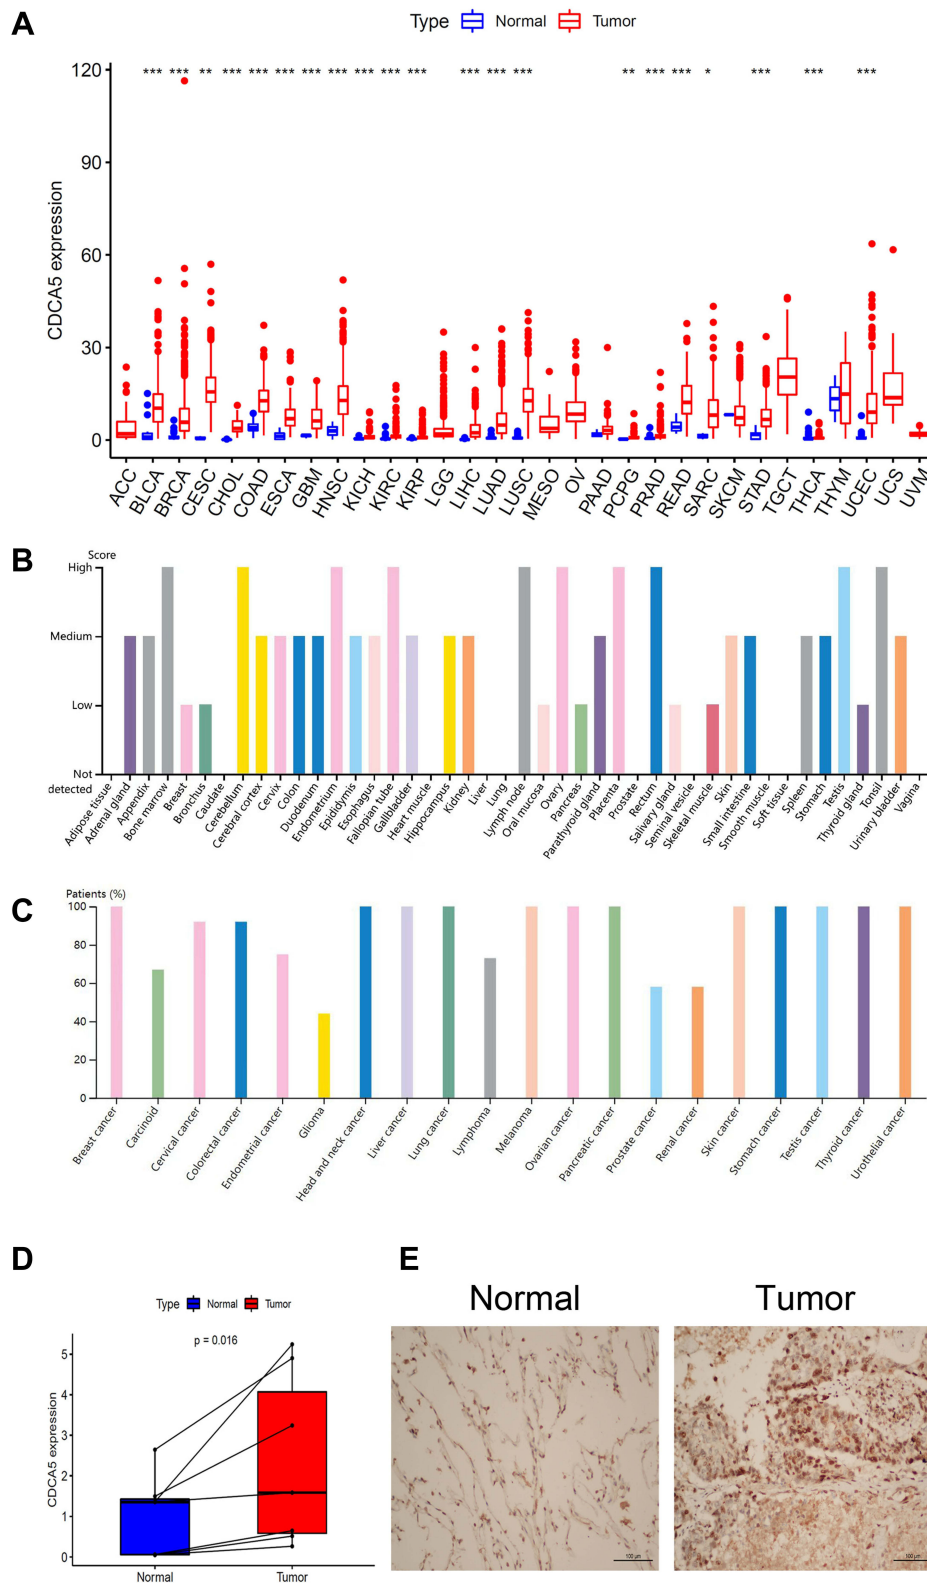 A
Type Normal Tumor
*** *** ** *** *** *** *** *** *** *** *** *** *** *** ** *** *** * *** *** ***
120
90
60
30
0
CDCA5 expression
ACC BLCA BRCA CESC CHOL COAD ESCA GBM HNSC KICH KIRC KIRP LGG LIHC LUAD LUSC MESO OV PAAD PCPG PRAD READ SARC SKCM STAD TGCT THCA THYM UCEC UCS UVM
B
Score
High
Medium
Low
Not
detected
Adipose tissue Adrenal gland Appendix Bone marrow Breast Bronchus Caudate Cerebellum Cerebral cortex Cervix Colon Duodenum Endometrium Epididymis Esophagus Fallopian tube Gallbladder Heart muscle Hippocampus Kidney Liver Lung Lymph node Oral mucosa Ovary Pancreas Parathyroid gland Placenta Prostate Rectum Salivary gland Seminal veside Skeletal muscle Skin Small intestine Smooth muscle Soft tissue Spleen Stomach Testis Thyroid gland Tonsil Urinary bladder Vagina
C
Patients (%)
100
80
60
40
20
0
Breast cancer Carcinoid Cervical cancer Colorectal cancer Endometrial cancer Glioma Head and neck cancer Liver cancer Lung cancer Lymphoma Melanoma Ovarian cancer Pancreatic cancer Prostate cancer Renal cancer Skin cancer Stomach cancer Testis cancer Thyroid cancer Urothelial cancer
D
Type Normal Tumor
p = 0.016
5
4
3
2
1
0
CDCA5 expression
Normal Tumor
E
Normal Tumor
100 μm
100 μm